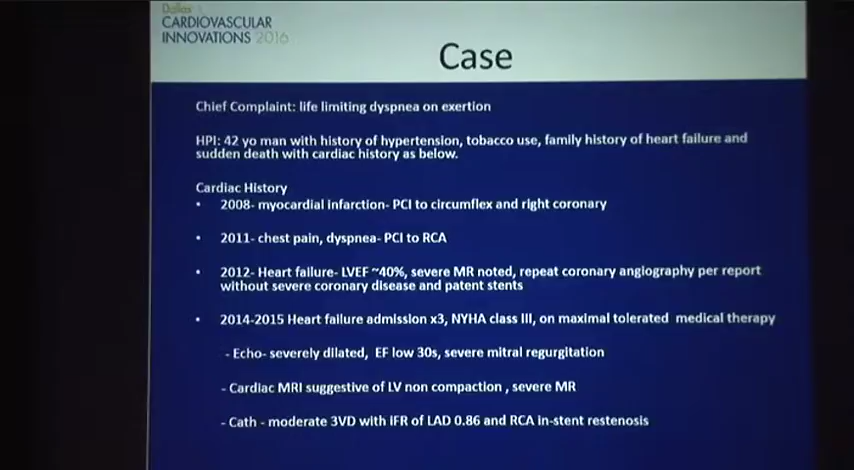 Dallas
CARDIOVASCULAR
INNOVATIONS 2016
Case
Chief Complaint: life limiting dyspnea on exertion
HPI: 42 yo man with history of hypertension, tobacco use, family history of heart failure and
sudden death with cardiac history as below.
Cardiac History
• 2008- myocardial infarction- PCI to circumflex and right coronary
• 2011- chest pain, dyspnea- PCI to RCA
• 2012- Heart failure- LVEF ~40%, severe MR noted, repeat coronary angiography per report
without severe coronary disease and patent stents
• 2014-2015 Heart failure admission x3, NYHA class III, on maximal tolerated medical therapy
- Echo- severely dilated, EF low 30s, severe mitral regurgitation
- Cardiac MRI suggestive of LV non compaction , severe MR
- Cath - moderate 3VD with iFR of LAD 0.86 and RCA in-stent restenosis